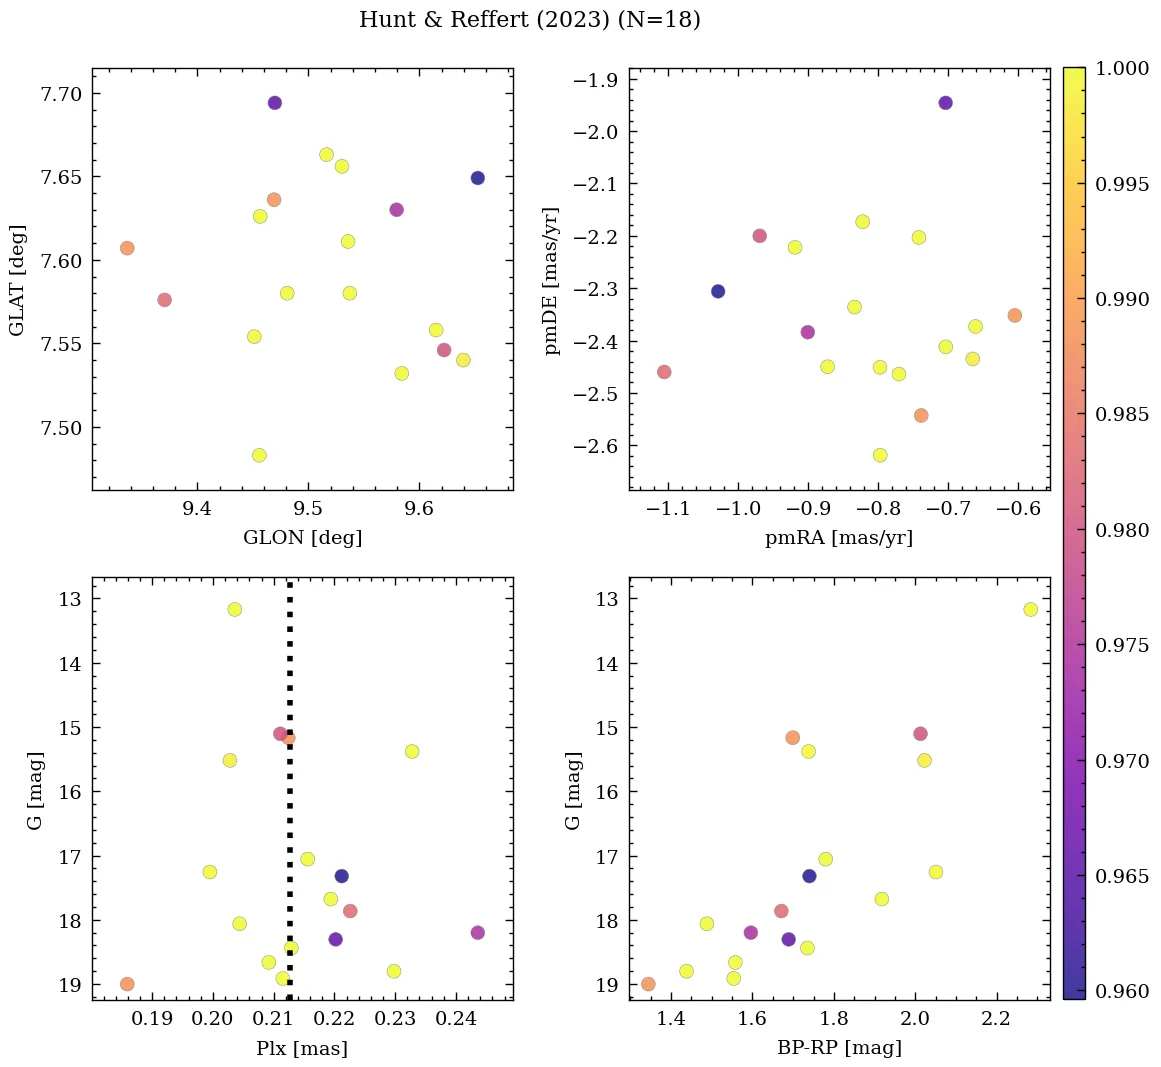 Hunt & Reffert (2023) (N=18)
7.70
7.65
7.60
7.55
7.50
GLAT [deg]
9.4 9.5 9.6
GLON [deg]
−1.9
−2.0
−2.1
−2.2
−2.3
−2.4
−2.5
−2.6
pmDE [mas/yr]
−1.1 −1.0 −0.9 −0.8 −0.7 −0.6
pmRA [mas/yr]
13
14
15
16
17
18
19
G [mag]
0.19 0.20 0.21 0.22 0.23 0.24
Plx [mas]
13
14
15
16
17
18
19
G [mag]
1.4 1.6 1.8 2.0 2.2
BP-RP [mag]
1.000
0.995
0.990
0.985
0.980
0.975
0.970
0.965
0.960